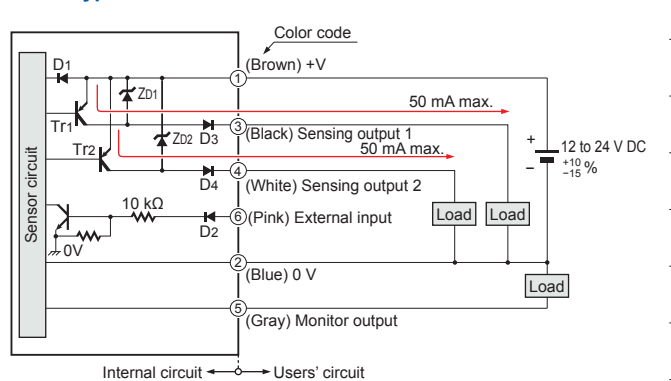 Color code
D1
1
(Brown) +V
ZD1
50 mA max.
Tr1
D3
3
(Black) Sensing output 1
Tr2
ZD2
50 mA max.
+
12 to 24 V DC
−
+10
−15 %
D4
4
(White) Sensing output 2
Sensor circuit
10 kΩ
D2
6
(Pink) External input
Load
Load
0V
2
(Blue) 0 V
Load
5
(Gray) Monitor output
Internal circuit
Users' circuit